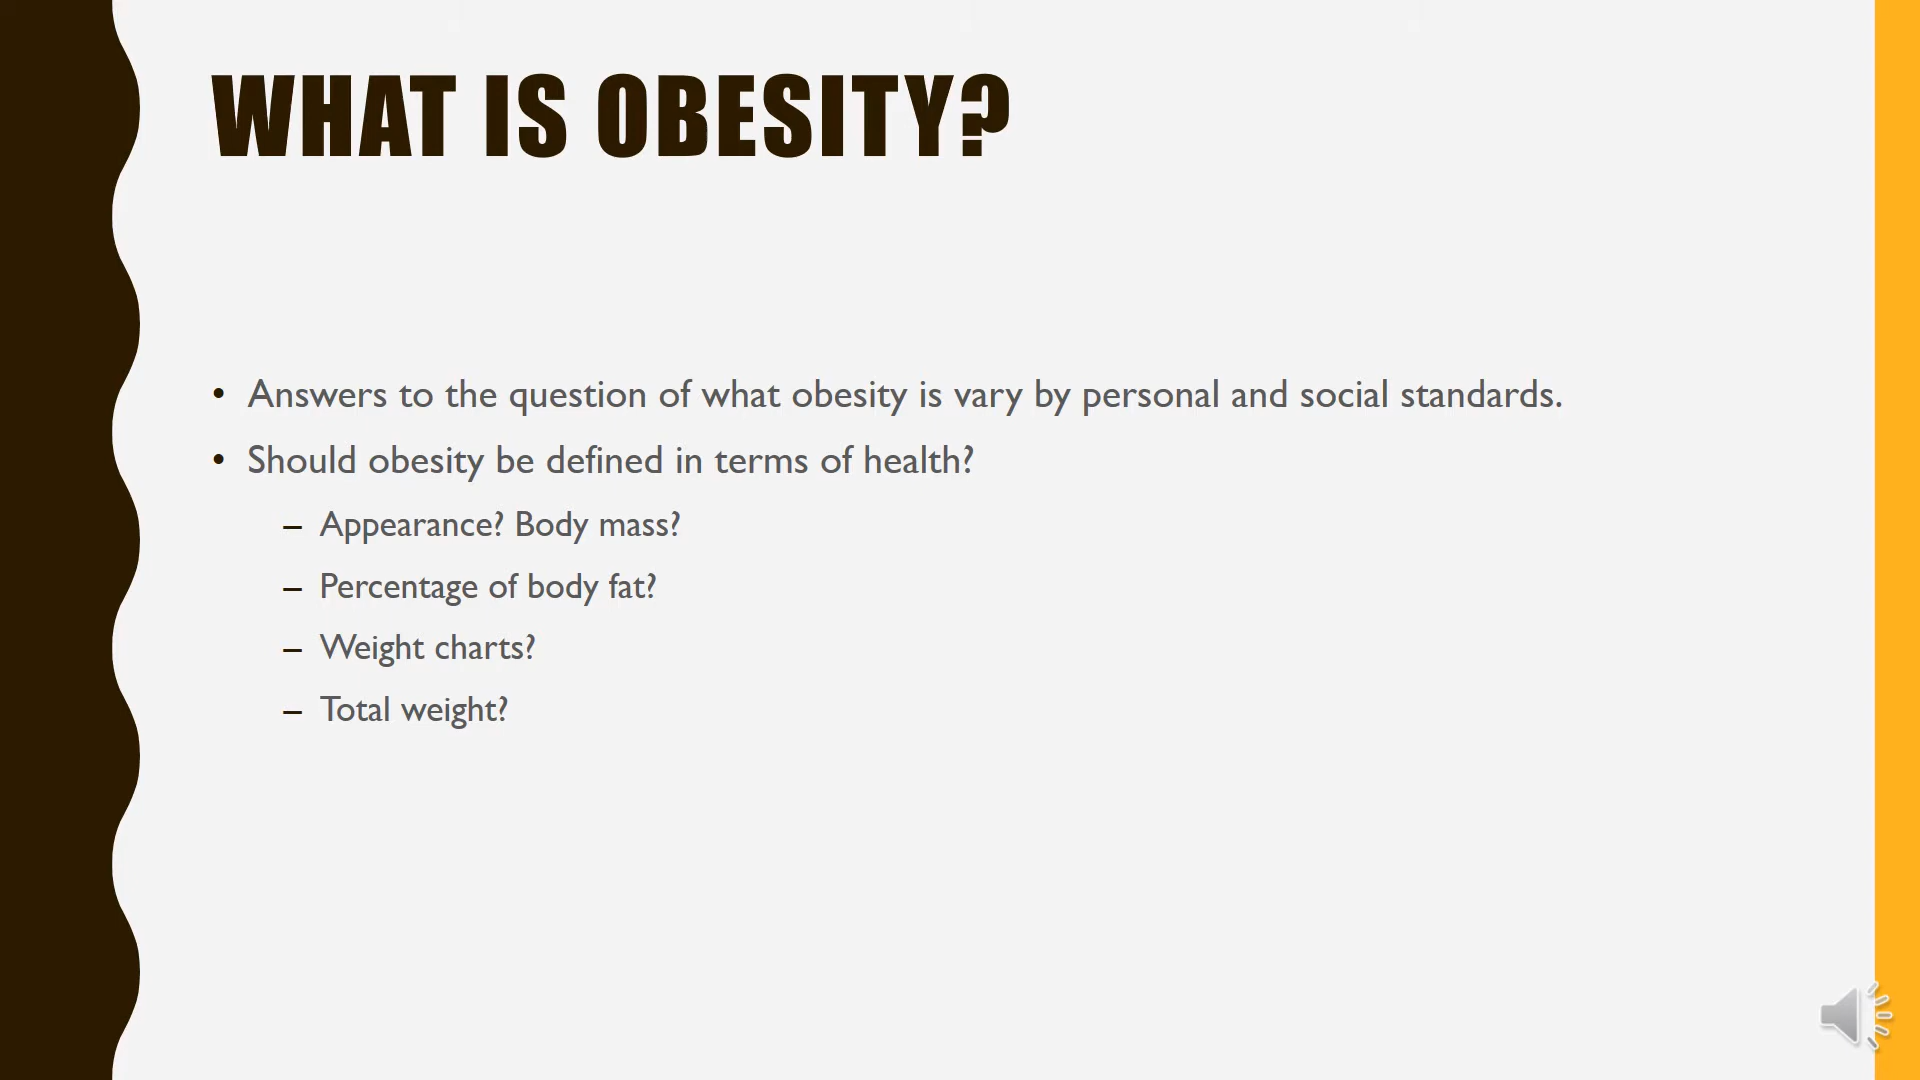 WHAT IS OBESITY?
• Answers to the question of what obesity is vary by personal and social standards.
• Should obesity be defined in terms of health?
– Appearance? Body mass?
– Percentage of body fat?
– Weight charts?
– Total weight?